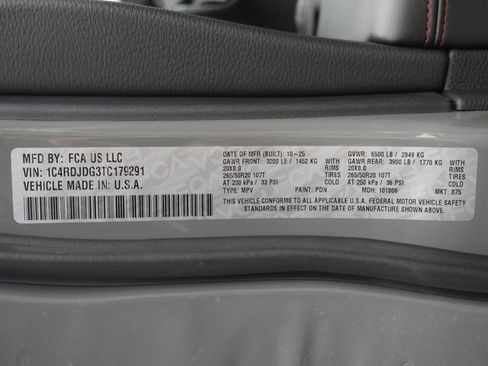 MFD BY: FCA US LLC
VIN: 1C4RDJDG3TC179291
VEHICLE MADE IN: U.S.A.
DATE OF MFR (BUILT): 10-25 GVWR: 6500 LB / 2949 KG
GAWR FRONT: 3200 LB / 1452 KG WITH GAWR REAR: 3900 LB / 1770 KG WITH
20X8.0 RIMS 20X8.0 RIMS
265/50R20 107T TIRES 265/50R20 107T TIRES
AT 230 kPa / 33 PSI COLD AT 250 kPa / 36 PSI COLD
TYPE: MPV PAINT: PDN MDH: 101806 MKT: 875
THIS VEHICLE CONFORMS TO ALL APPLICABLE U.S.A. FEDERAL MOTOR VEHICLE SAFETY
STANDARDS IN EFFECT ON THE DATE OF MANUFACTURE SHOWN ABOVE